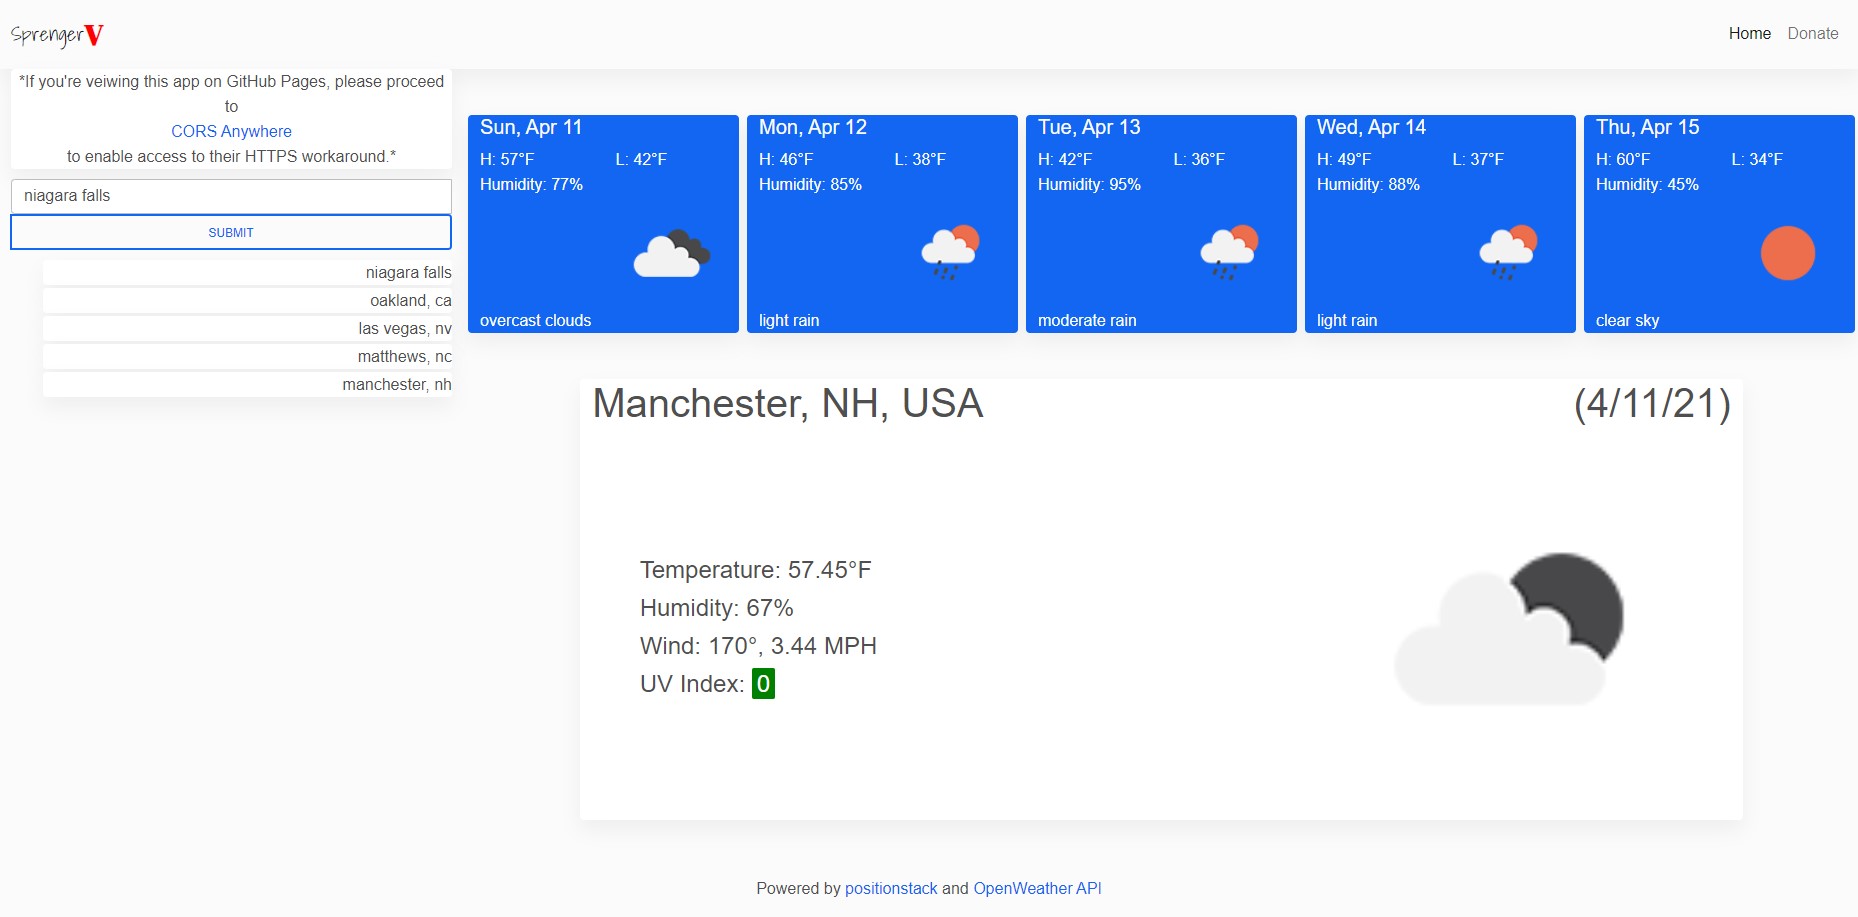 SprengerV
Home Donate
*If you're veiwing this app on GitHub Pages, please proceed
to
CORS Anywhere
to enable access to their HTTPS workaround.*
niagara falls
SUBMIT
niagara falls
oakland, ca
las vegas, nv
matthews, nc
manchester, nh
Sun, Apr 11
H: 57°F L: 42°F
Humidity: 77%
overcast clouds
Mon, Apr 12
H: 46°F L: 38°F
Humidity: 85%
light rain
Tue, Apr 13
H: 42°F L: 36°F
Humidity: 95%
moderate rain
Wed, Apr 14
H: 49°F L: 37°F
Humidity: 88%
light rain
Thu, Apr 15
H: 60°F L: 34°F
Humidity: 45%
clear sky
Manchester, NH, USA (4/11/21)
Temperature: 57.45°F
Humidity: 67%
Wind: 170°, 3.44 MPH
UV Index: 0
Powered by positionstack and OpenWeather API